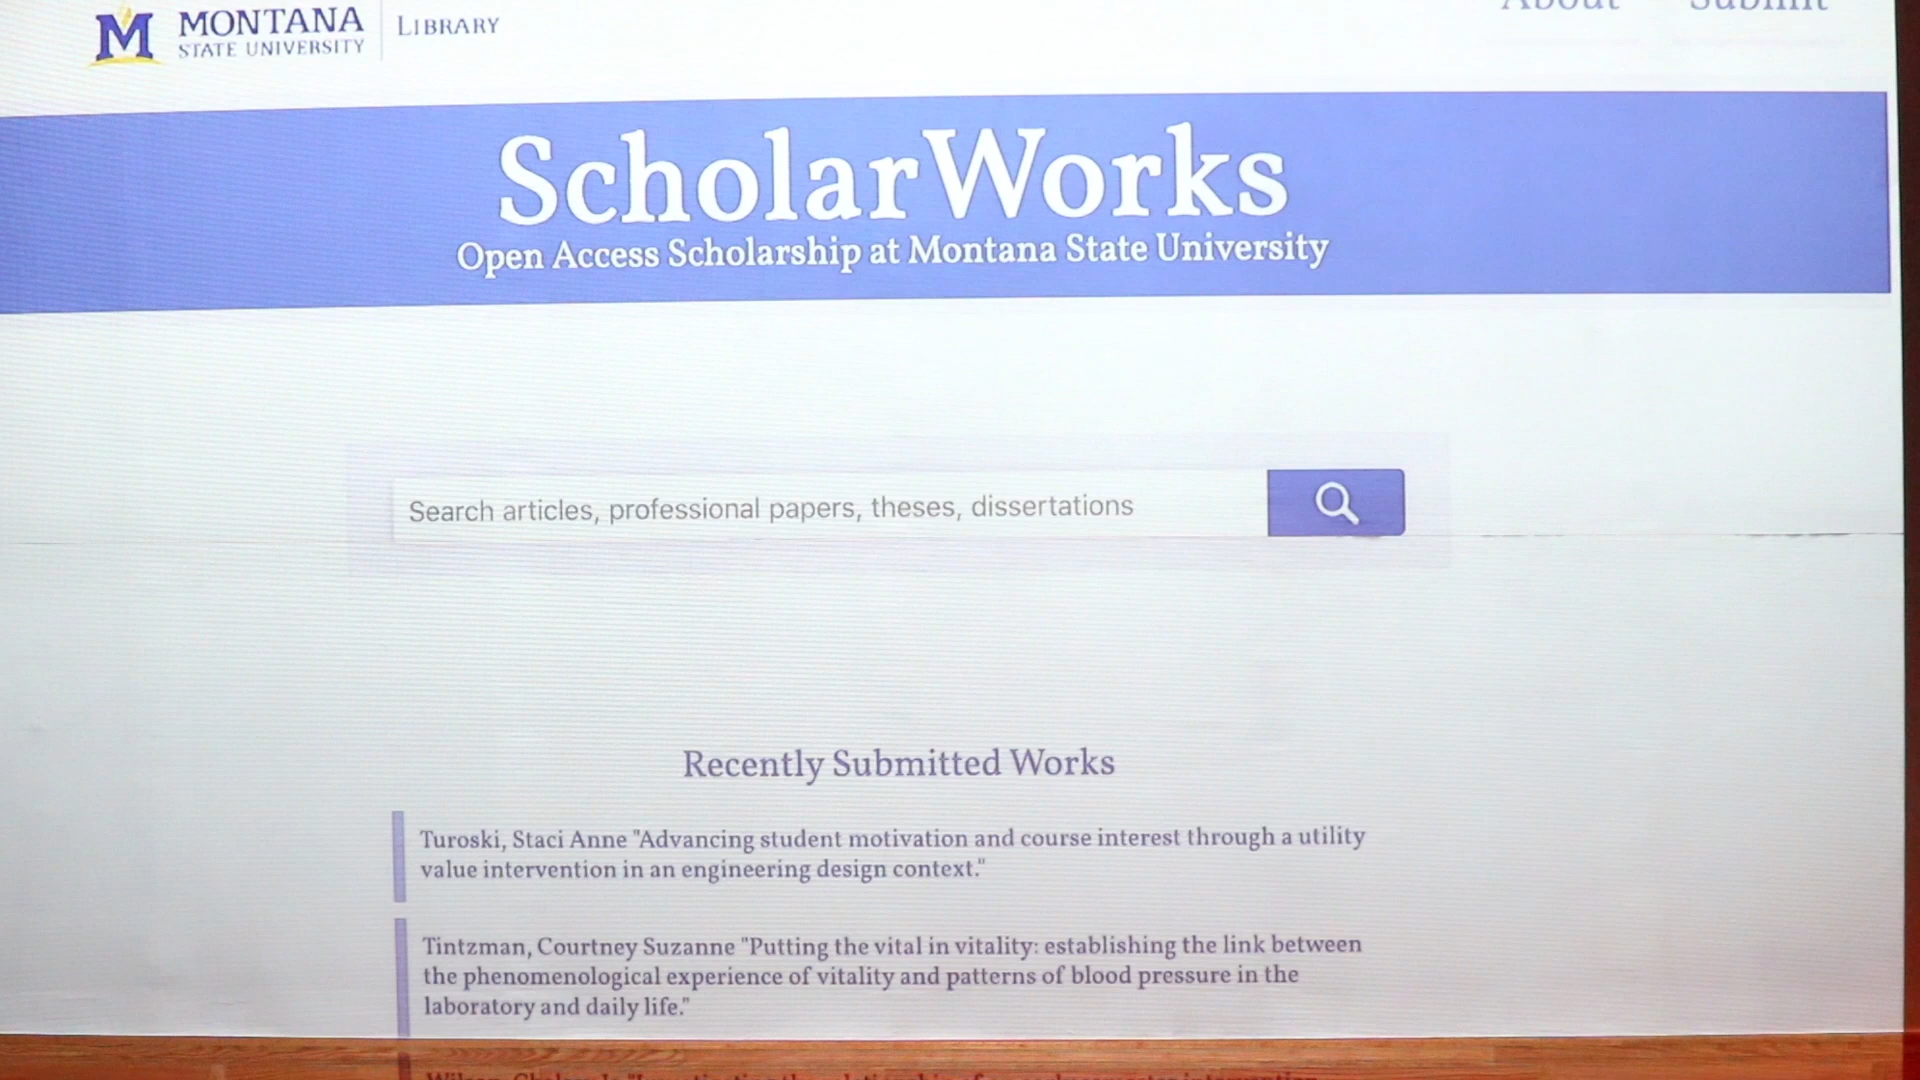 MONTANA
STATE UNIVERSITY
LIBRARY
About Submit
ScholarWorks
Open Access Scholarship at Montana State University
Search articles, professional papers, theses, dissertations
Recently Submitted Works
Turoski, Staci Anne "Advancing student motivation and course interest through a utility
value intervention in an engineering design context."
Tintzman, Courtney Suzanne "Putting the vital in vitality: establishing the link between
the phenomenological experience of vitality and patterns of blood pressure in the
laboratory and daily life."